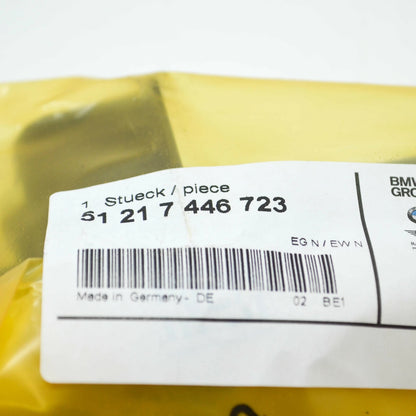 1 Stueck / piece
51 21 7 446 723
EG N / EW N
Made in Germany - DE 02 BE1
BMW
GRO